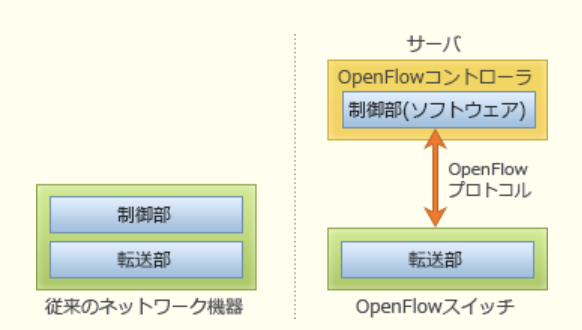 制御部
転送部
従来のネットワーク機器
サーバ
OpenFlowコントローラ
制御部(ソフトウェア)
OpenFlow
プロトコル
転送部
OpenFlowスイッチ